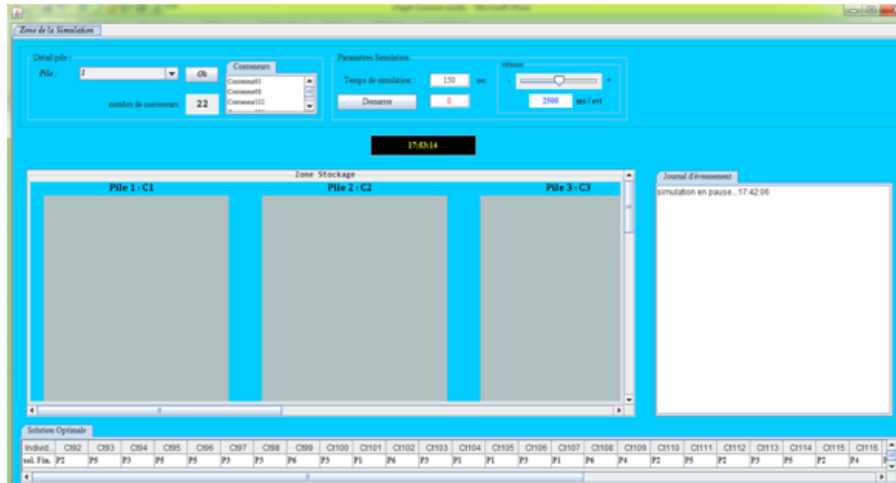 Zone de la Simulation
Détail pile :
Pile :
1
Ok
nombre de conteneurs
22
Conteneurs
Conteneur93
Conteneur98
Conteneur102
Paramètres Simulation
Temps de simulation :
150
sec
Demarrer
0
vitesse
-
+
2506
ms / evt
17:53:14
Zone Stockage
Pile 1 : C1
Pile 2 : C2
Pile 3 : C3
Journal d'évennement
simulation en pause...17:42:06
Solution Optimale
Individ... Ct92 Ct93 Ct94 Ct95 Ct96 Ct97 Ct98 Ct99 Ct100 Ct101 Ct102 Ct103 Ct104 Ct105 Ct106 Ct107 Ct108 Ct109 Ct110 Ct111 Ct112 Ct113 Ct114 Ct115 Ct116
sol. Fin. P2 P5 P3 P5 P5 P3 P3 P6 P3 P1 P6 P3 P1 P1 P3 P1 P6 P4 P2 P5 P2 P3 P5 P2 P4